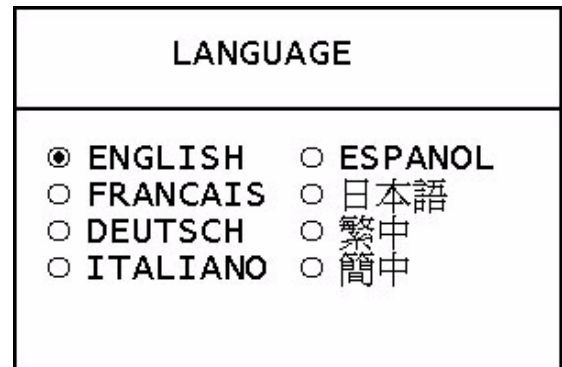 LANGUAGE
ENGLISH ESPANOL
FRANCAIS 日本語
DEUTSCH 繁中
ITALIANO 簡中